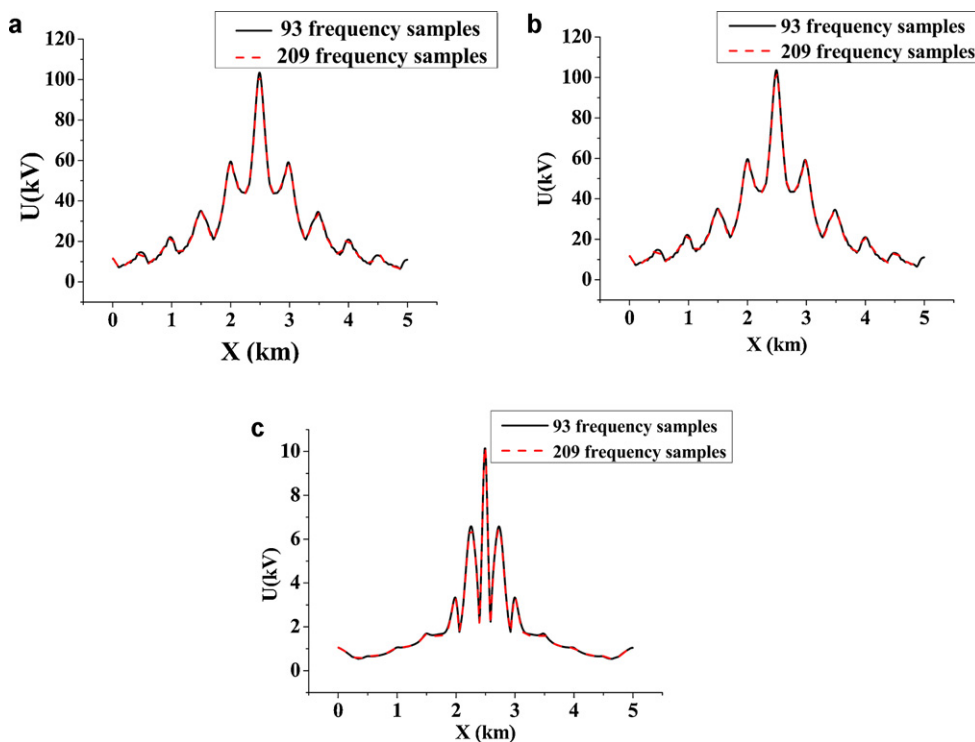 a
93 frequency samples
209 frequency samples
120
100
80
60
40
20
0
U(kV)
0 1 2 3 4 5
X (km)
b
93 frequency samples
209 frequency samples
120
100
80
60
40
20
0
U(kV)
0 1 2 3 4 5
X (km)
c
93 frequency samples
209 frequency samples
10
8
6
4
2
0
U(kV)
0 1 2 3 4 5
X (km)